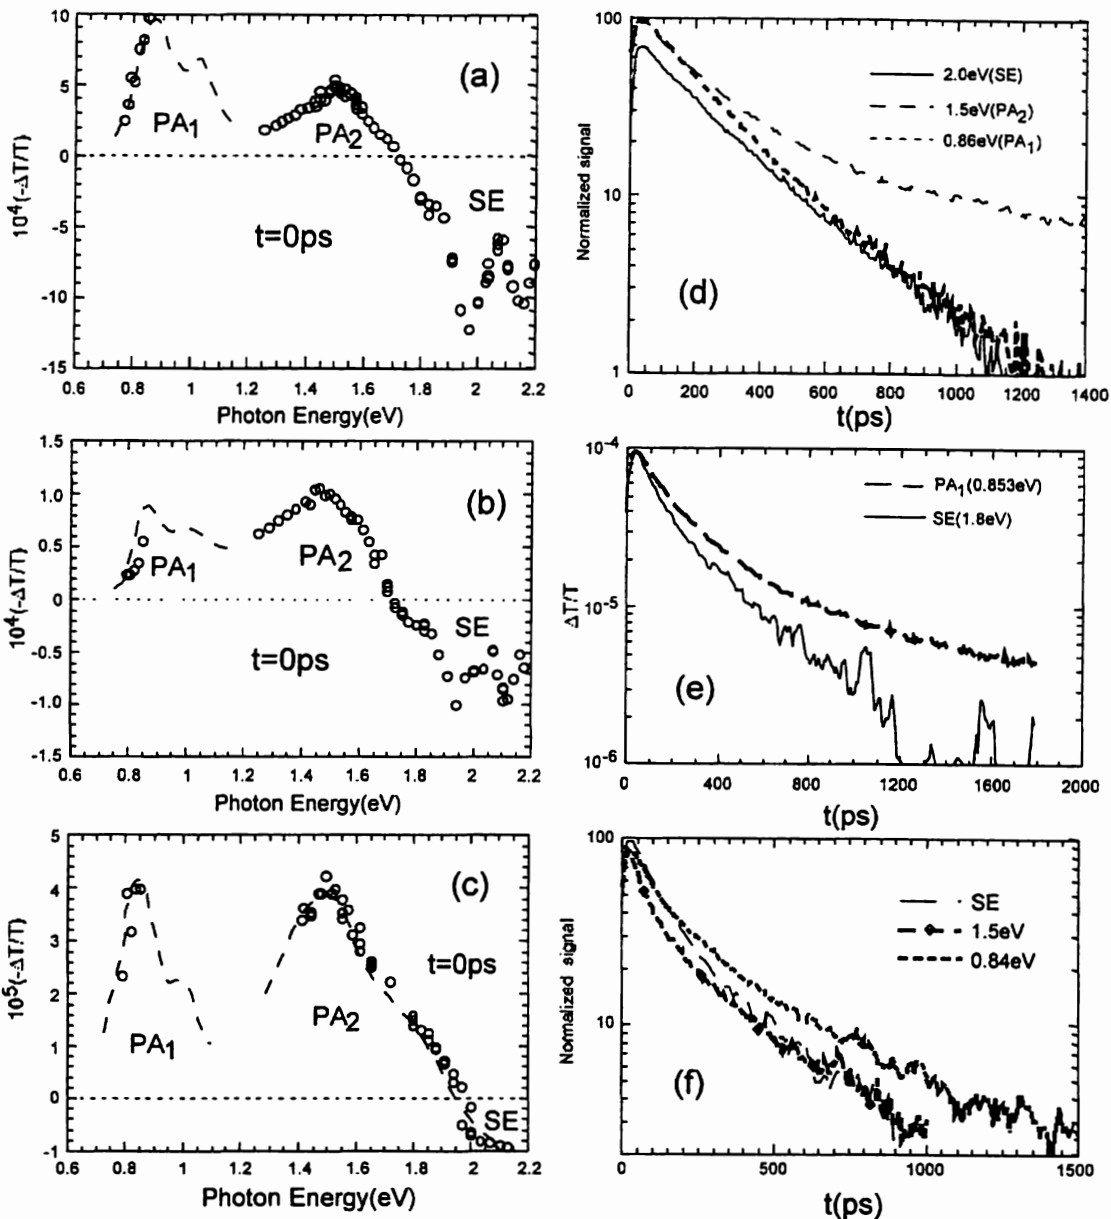 10
5
0
-5
-10
-15
10⁴(-ΔT/T)
(a)
PA₁
PA₂
SE
t=0ps
0.6 0.8 1 1.2 1.4 1.6 1.8 2 2.2
Photon Energy(eV)
100
10
1
Normalized signal
2.0eV(SE)
1.5eV(PA₂)
0.86eV(PA₁)
(d)
0 200 400 600 800 1000 1200 1400
t(ps)
1.5
1.0
0.5
0
-0.5
-1.0
-1.5
10⁴(-ΔT/T)
(b)
PA₁
PA₂
SE
t=0ps
0.6 0.8 1 1.2 1.4 1.6 1.8 2 2.2
Photon Energy(eV)
10⁻⁴
10⁻⁵
10⁻⁶
ΔT/T
PA₁(0.853eV)
SE(1.8eV)
(e)
0 400 800 1200 1600 2000
t(ps)
5
4
3
2
1
0
-1
10⁵(-ΔT/T)
(c)
t=0ps
PA₁
PA₂
SE
0.6 0.8 1 1.2 1.4 1.6 1.8 2 2.2
Photon Energy(eV)
100
10
Normalized signal
SE
1.5eV
0.84eV
(f)
0 500 1000 1500
t(ps)